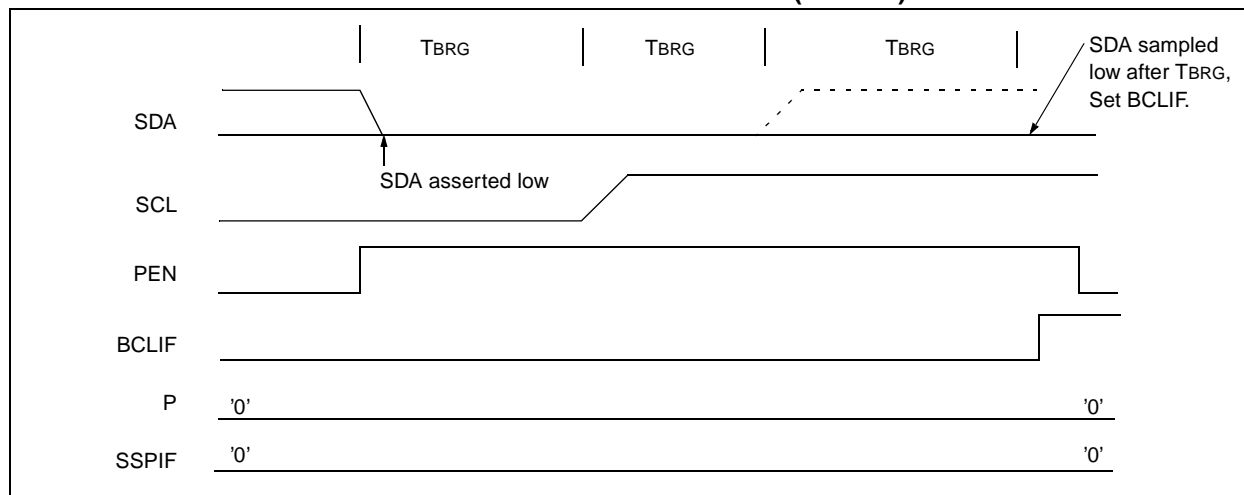 TBRG TBRG TBRG
SDA sampled
low after TBRG,
Set BCLIF.
SDA
SDA asserted low
SCL
PEN
BCLIF
P '0' '0'
SSPIF '0' '0'